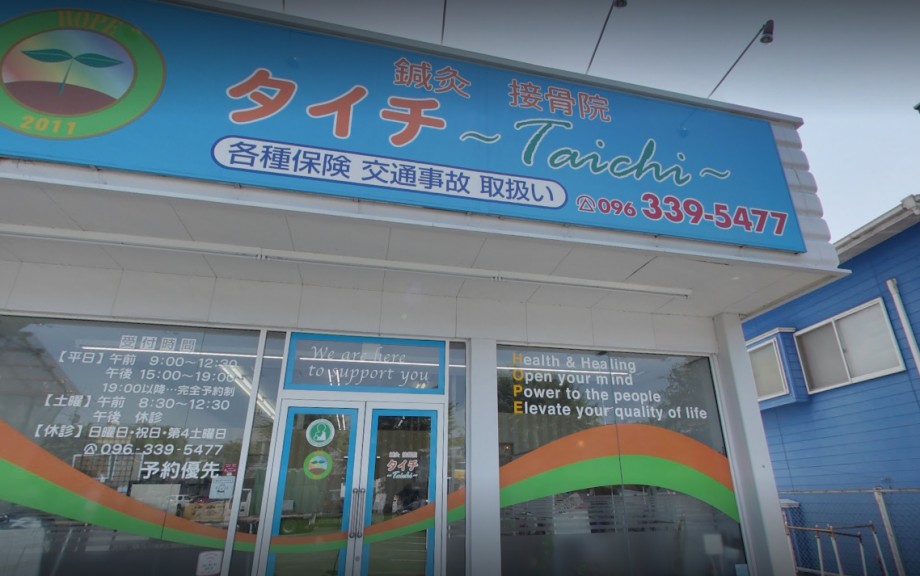 HOPE
2011
鍼灸 接骨院
タイチ ~Taichi~
各種保険 交通事故 取扱い
096 339-5477
受付時間
【平日】午前 9:00～12:30
午後 15:00～19:00
19:00以降…完全予約制
【土曜】午前 8:30～12:30
午後 休診
【休診】日曜日・祝日・第4土曜日
096-339-5477
予約優先
We are here
to support you
タイチ
~Taichi~
Health & Healing
Open your mind
Power to the people
Elevate your quality of life